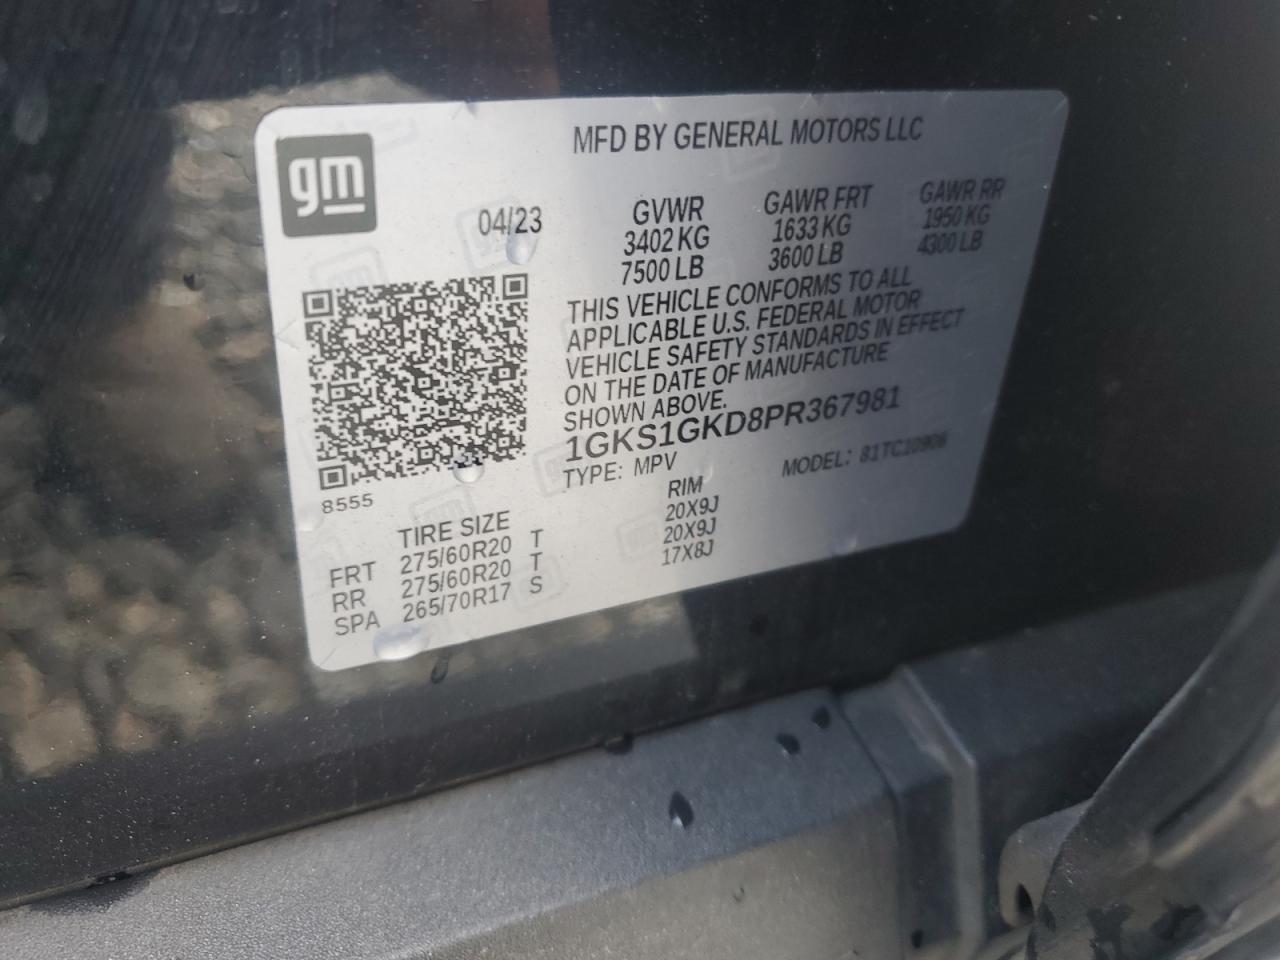 gm
MFD BY GENERAL MOTORS LLC
04/23
GVWR GAWR FRT GAWR RR
3402 KG 1633 KG 1950 KG
7500 LB 3600 LB 4300 LB
THIS VEHICLE CONFORMS TO ALL
APPLICABLE U.S. FEDERAL MOTOR
VEHICLE SAFETY STANDARDS IN EFFECT
ON THE DATE OF MANUFACTURE
SHOWN ABOVE.
1GKS1GKD8PR367981
TYPE: MPV MODEL: 81TC10906
8555
TIRE SIZE RIM
FRT 275/60R20 T 20X9J
RR 275/60R20 T 20X9J
SPA 265/70R17 S 17X8J